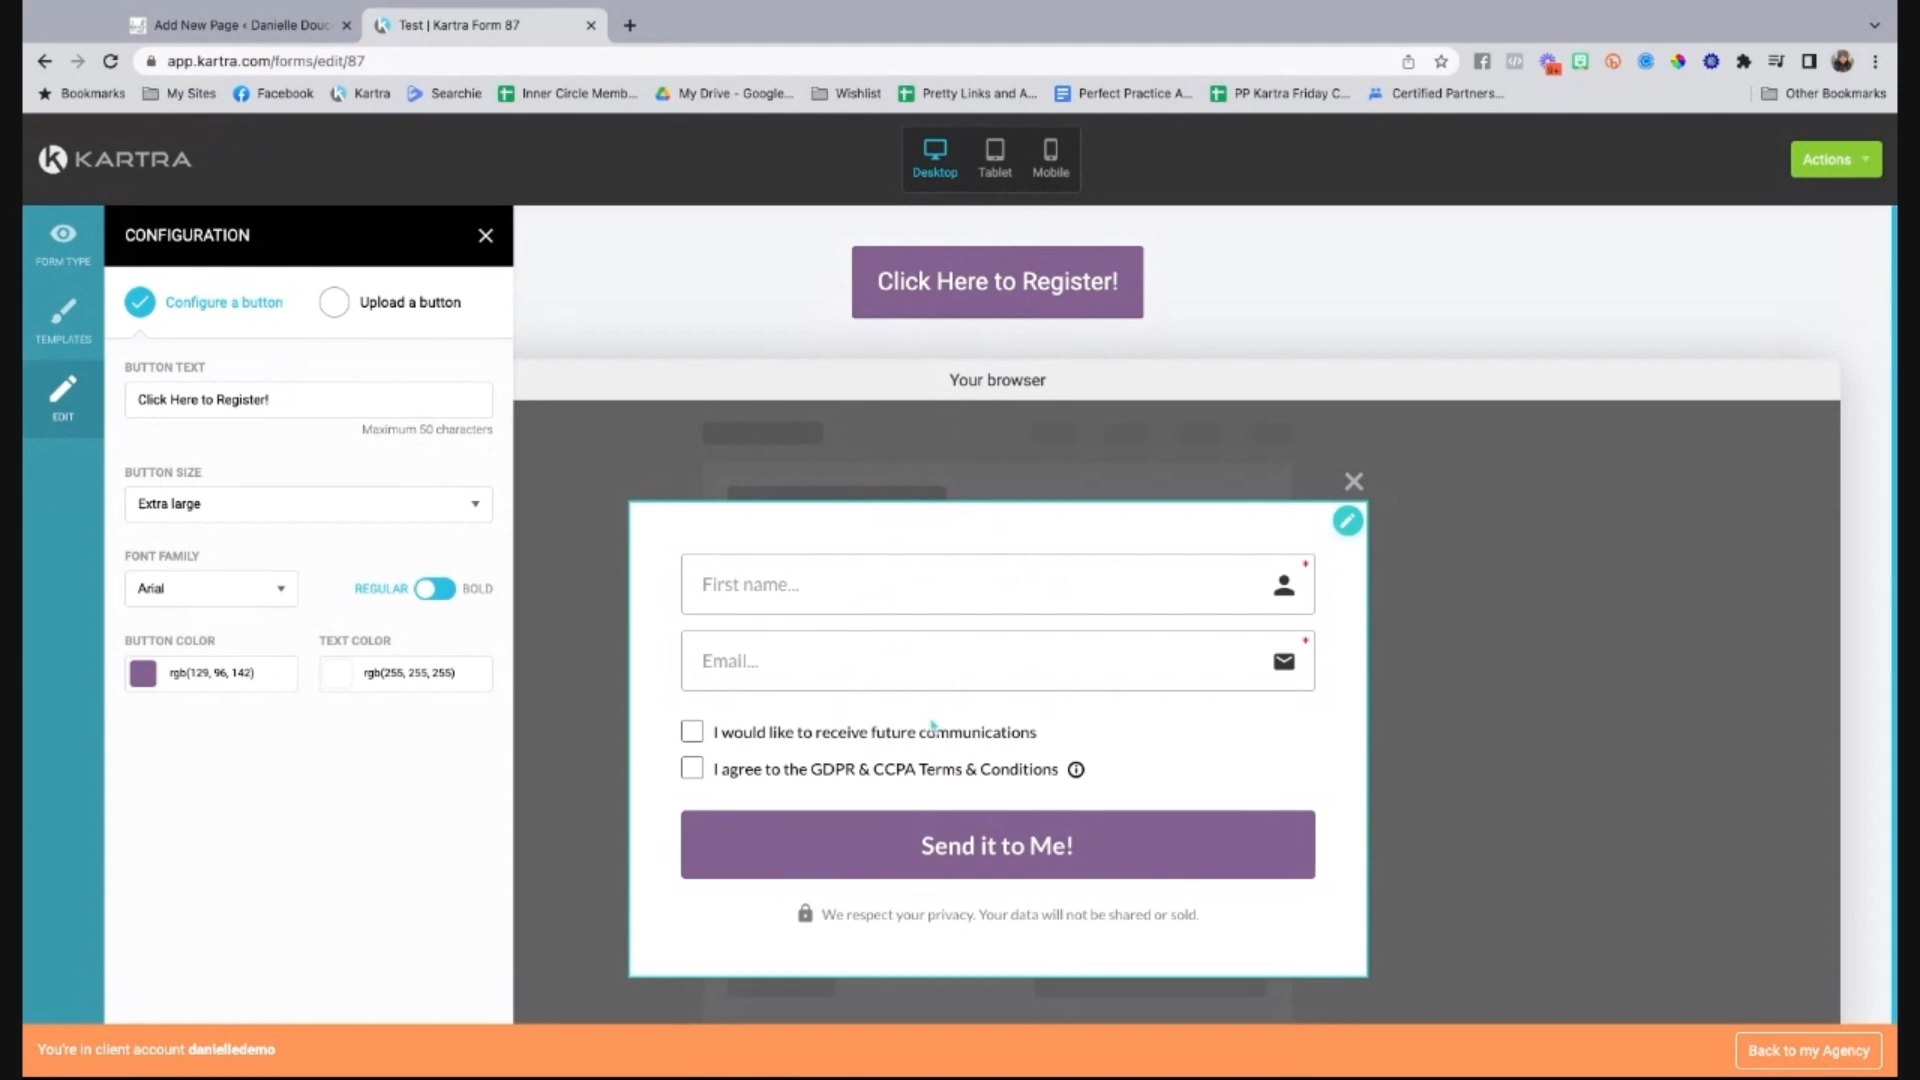 Add New Page < Danielle Douc
Test | Kartra Form 87
app.kartra.com/forms/edit/87
Bookmarks
My Sites
Facebook
Kartra
Searchie
Inner Circle Memb...
My Drive - Google...
Wishlist
Pretty Links and A...
Perfect Practice A...
PP Kartra Friday C...
Certified Partners...
Other Bookmarks
KARTRA
Desktop
Tablet
Mobile
Actions
FORM TYPE
TEMPLATES
EDIT
CONFIGURATION
Configure a button
Upload a button
BUTTON TEXT
Click Here to Register!
Maximum 50 characters
BUTTON SIZE
Extra large
FONT FAMILY
Arial
REGULAR
BOLD
BUTTON COLOR
TEXT COLOR
rgb(129, 96, 142)
rgb(255, 255, 255)
Click Here to Register!
Your browser
First name...
*
Email...
*
I would like to receive future communications
I agree to the GDPR & CCPA Terms & Conditions
Send it to Me!
We respect your privacy. Your data will not be shared or sold.
You're in client account danielledemo
Back to my Agency